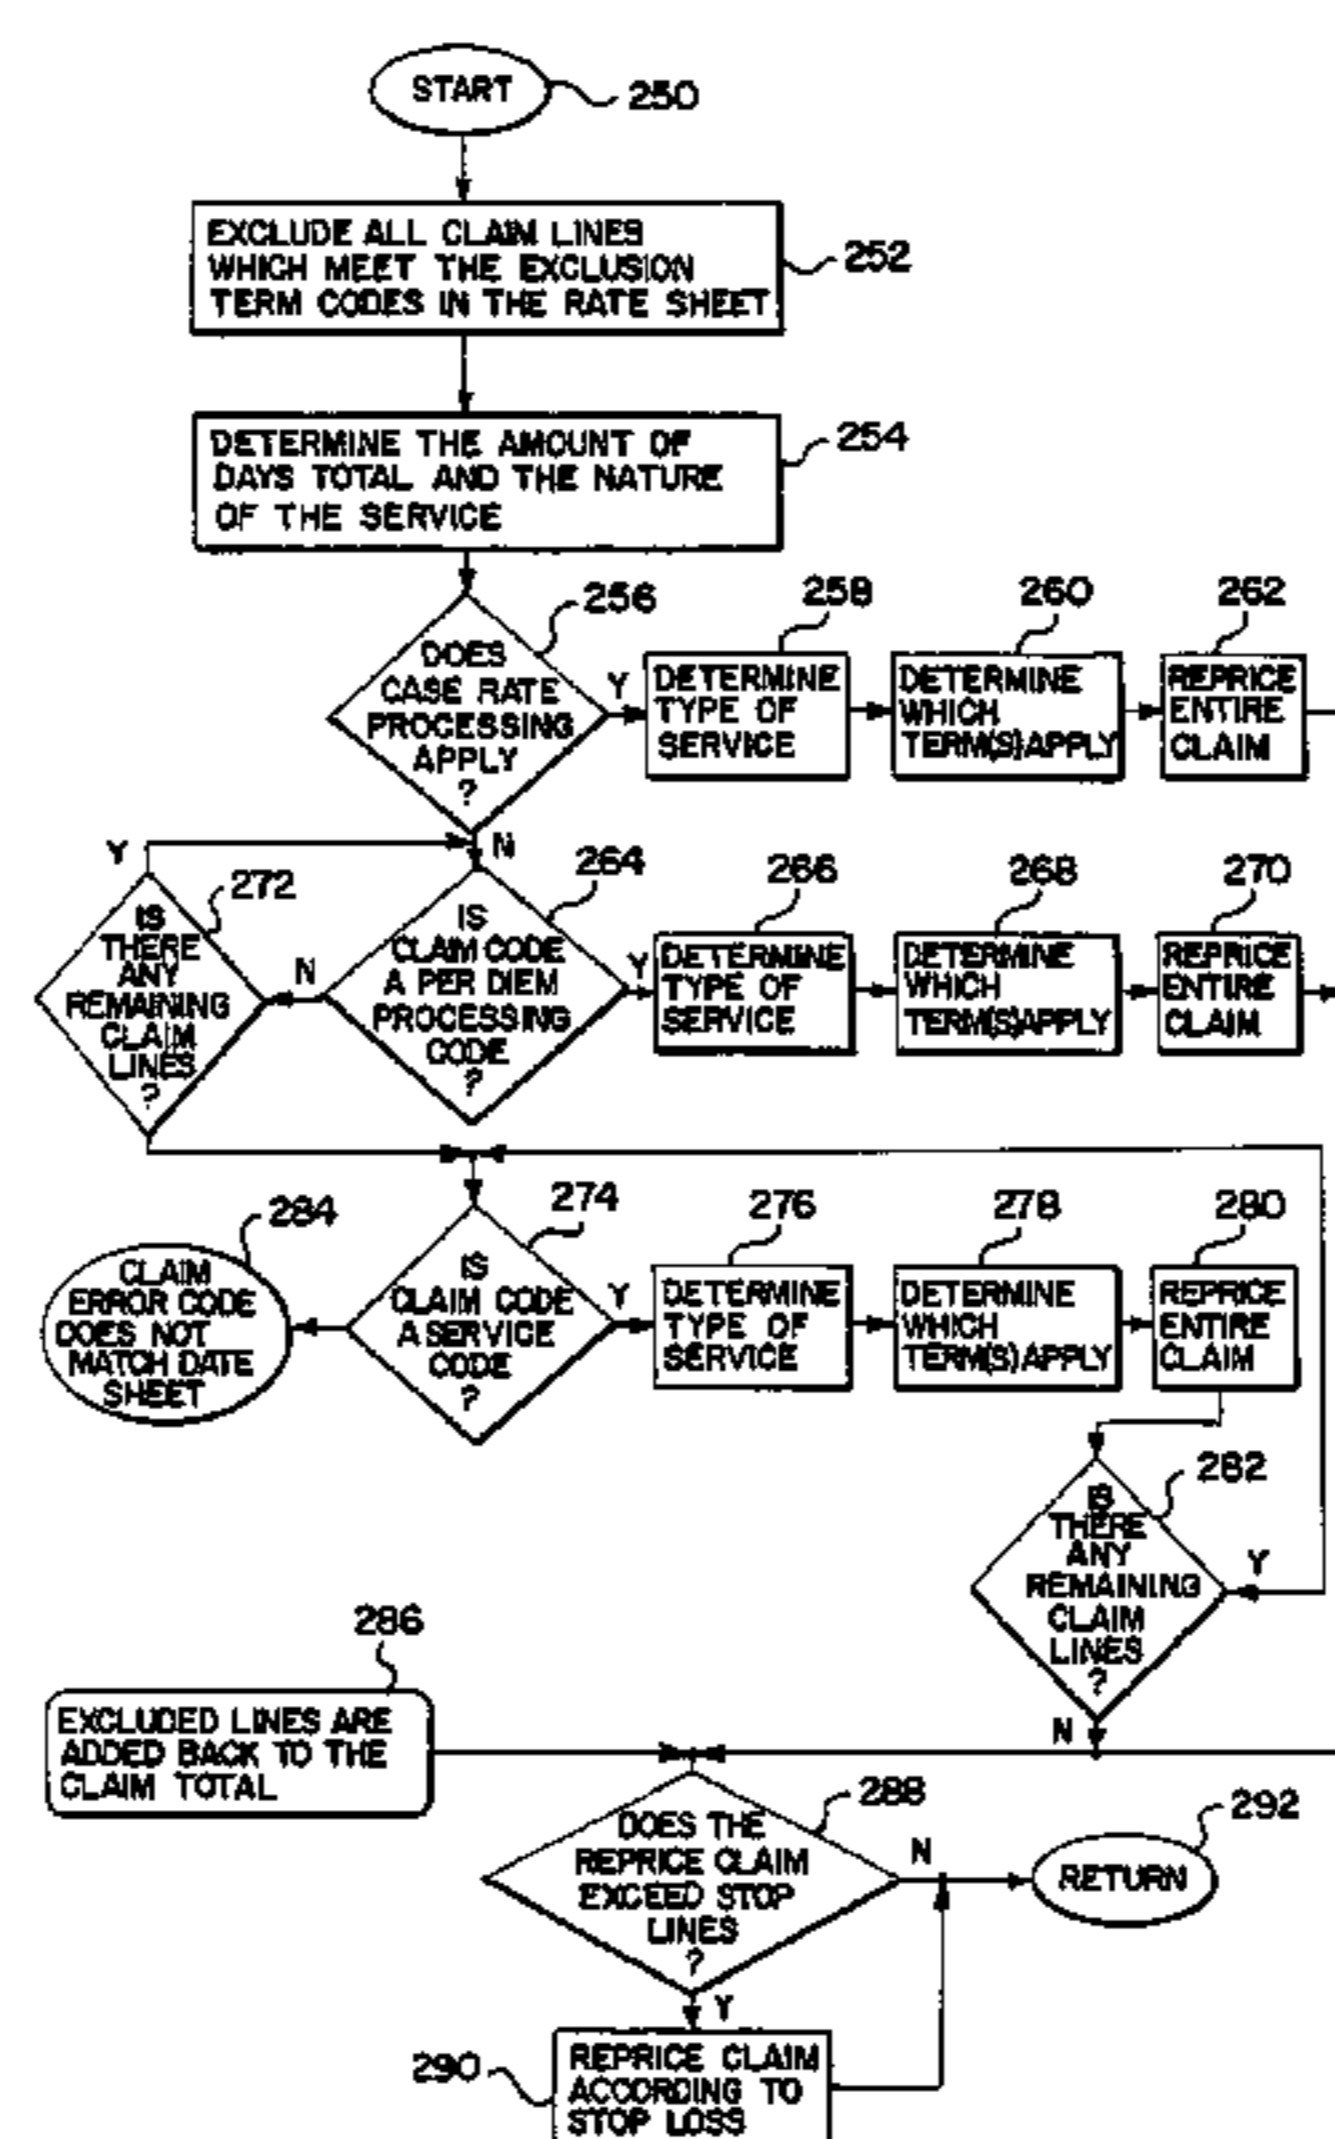 START
250
EXCLUDE ALL CLAIM LINES
WHICH MEET THE EXCLUSION
TERM CODES IN THE RATE SHEET
252
DETERMINE THE AMOUNT OF
DAYS TOTAL AND THE NATURE
OF THE SERVICE
254
DOES
CASE RATE
PROCESSING
APPLY
?
256
Y
N
DETERMINE
TYPE OF
SERVICE
258
DETERMINE
WHICH
TERM(S) APPLY
260
REPRICE
ENTIRE
CLAIM
262
IS
CLAIM CODE
A PER DIEM
PROCESSING
CODE
?
264
Y
N
DETERMINE
TYPE OF
SERVICE
266
DETERMINE
WHICH
TERM(S) APPLY
268
REPRICE
ENTIRE
CLAIM
270
Y
IS
THERE
ANY
REMAINING
CLAIM
LINES
?
272
IS
CLAIM CODE
A SERVICE
CODE
?
274
Y
DETERMINE
TYPE OF
SERVICE
276
DETERMINE
WHICH
TERM(S) APPLY
278
REPRICE
ENTIRE
CLAIM
280
CLAIM
ERROR CODE
DOES NOT
MATCH DATE
SHEET
284
IS
THERE
ANY
REMAINING
CLAIM
LINES
?
282
Y
N
286
EXCLUDED LINES ARE
ADDED BACK TO THE
CLAIM TOTAL
DOES THE
REPRICE CLAIM
EXCEED STOP
LINES
?
288
N
Y
RETURN
292
290
REPRICE CLAIM
ACCORDING TO
STOP LOSS